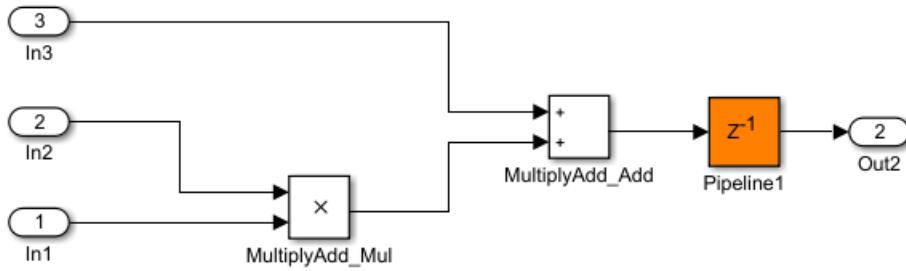 3
In3
2
In2
1
In1
×
MultiplyAdd_Mul
+
+
MultiplyAdd_Add
Z⁻¹
Pipeline1
2
Out2